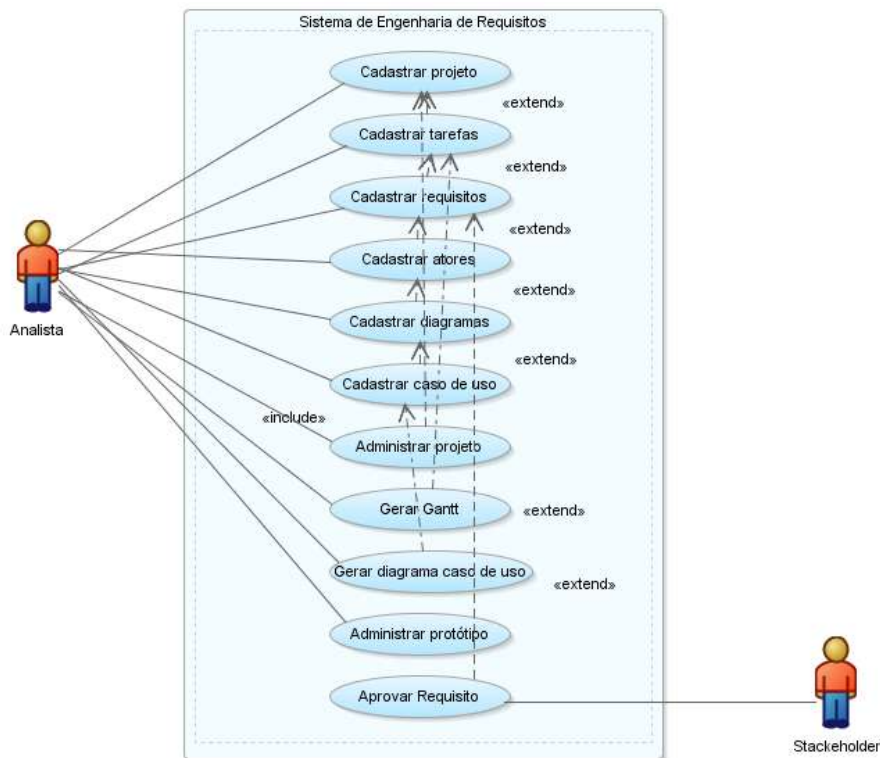 Sistema de Engenharia de Requisitos
Cadastrar projeto
«extend»
Cadastrar tarefas
«extend»
Cadastrar requisitos
«extend»
Cadastrar atores
«extend»
Cadastrar diagramas
Analista
«extend»
Cadastrar caso de uso
«include»
Administrar projeto
Gerar Gantt
«extend»
Gerar diagrama caso de uso
«extend»
Administrar protótipo
Aprovar Requisito
Stackeholder